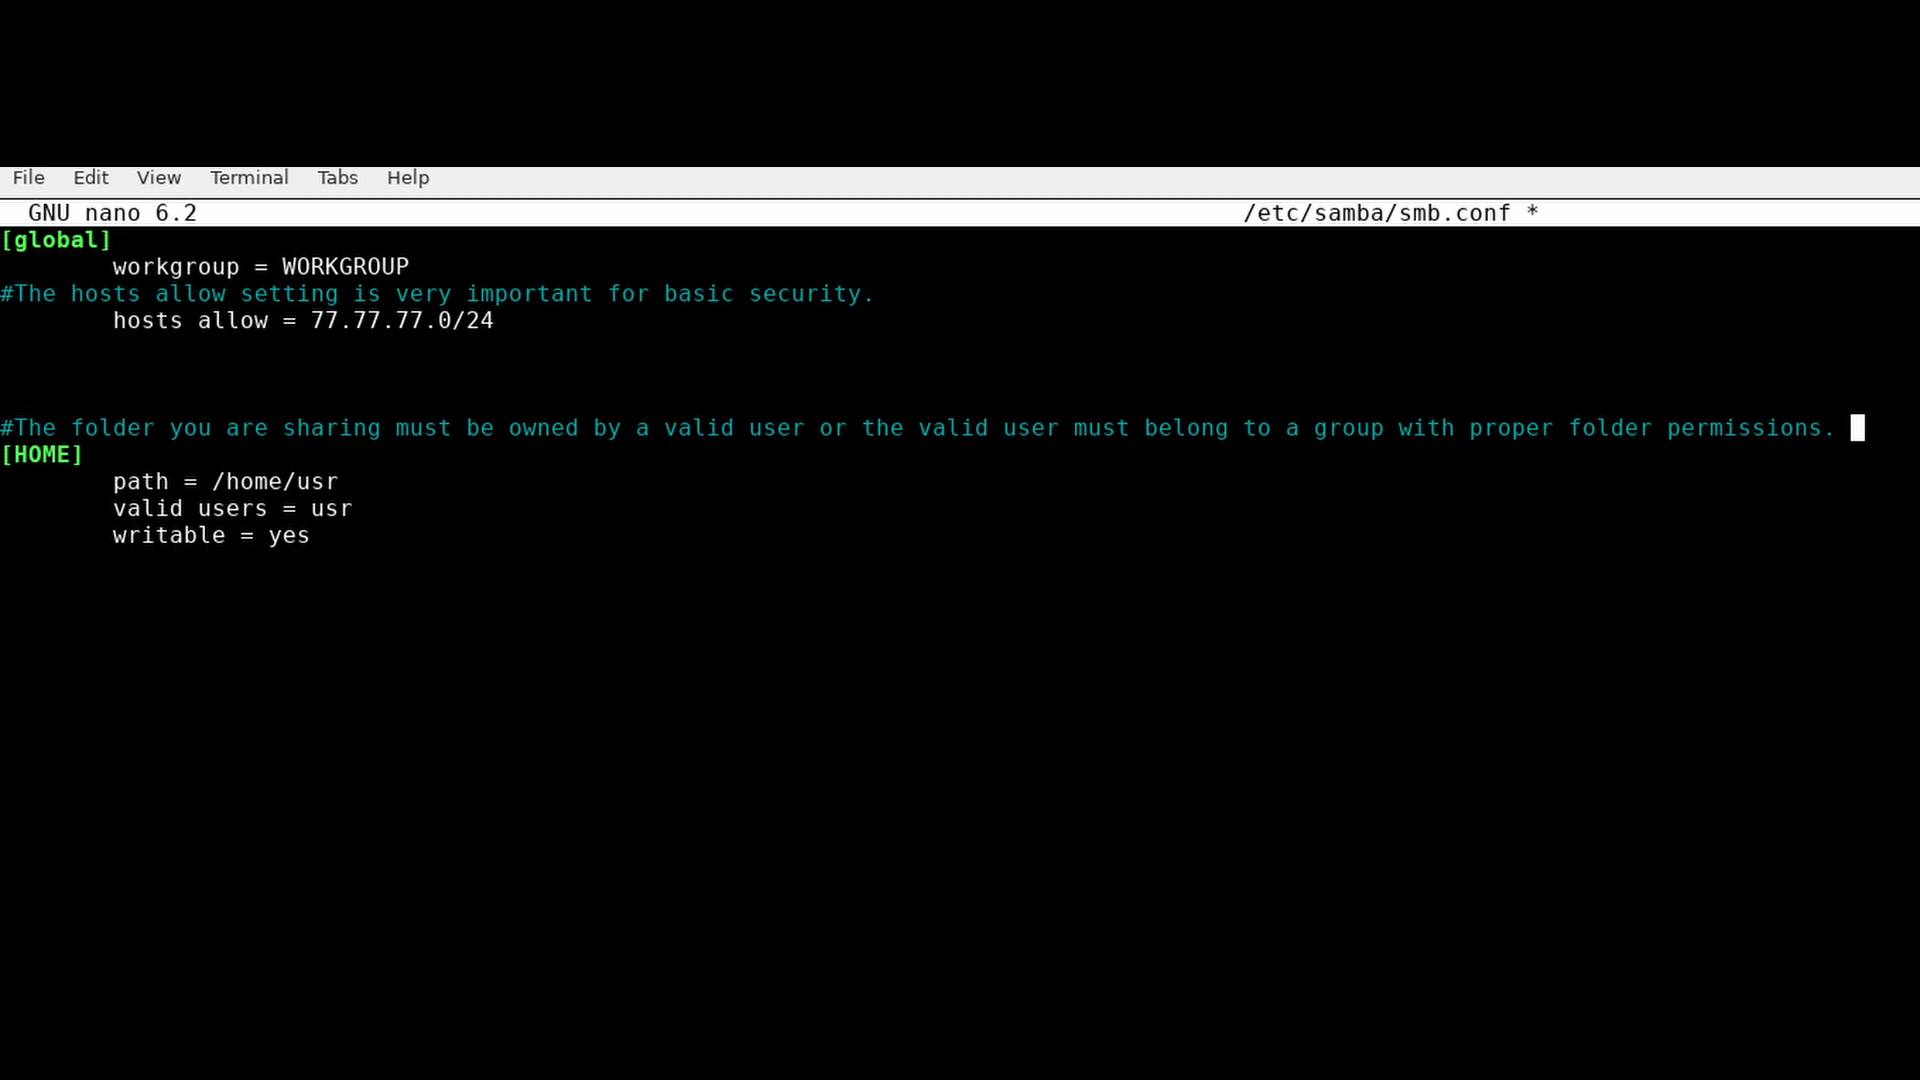 File Edit View Terminal Tabs Help
GNU nano 6.2 /etc/samba/smb.conf *
[global]
workgroup = WORKGROUP
#The hosts allow setting is very important for basic security.
hosts allow = 77.77.77.0/24
#The folder you are sharing must be owned by a valid user or the valid user must belong to a group with proper folder permissions.
[HOME]
path = /home/usr
valid users = usr
writable = yes